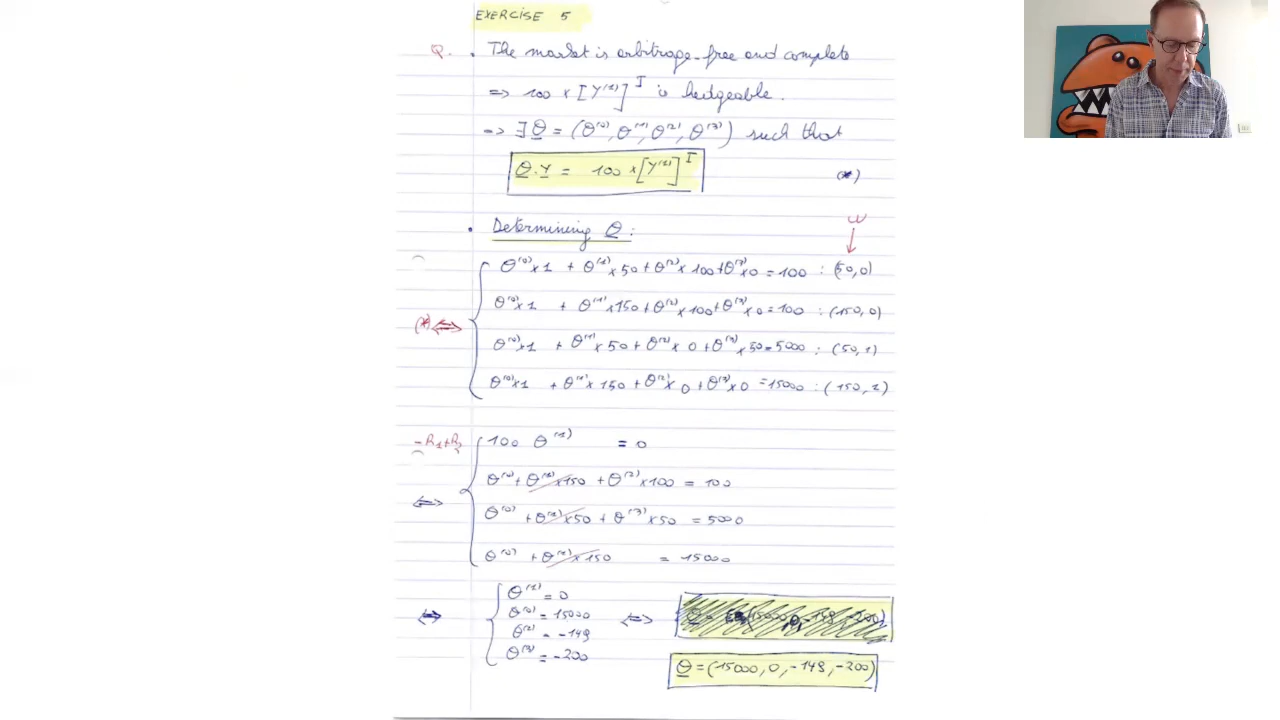 EXERCISE 5
Q. • The market is arbitrage-free and complete
=> 100 × [Y⁽¹⁾]ᴵ is hedgeable.
=> ∃ θ = (θ⁽⁰⁾, θ⁽¹⁾, θ⁽²⁾, θ⁽³⁾) such that
θ.Y = 100 × [Y⁽¹⁾]ᴵ (*)
ω
↓
• Determining θ :
θ⁽⁰⁾×1 + θ⁽¹⁾×50 + θ⁽²⁾×100 + θ⁽³⁾×0 = 100 : (50,0)
θ⁽⁰⁾×1 + θ⁽¹⁾×150 + θ⁽²⁾×100 + θ⁽³⁾×0 = 100 : (150,0)
(*) <=>
θ⁽⁰⁾×1 + θ⁽¹⁾×50 + θ⁽²⁾×0 + θ⁽³⁾×50 = 5000 : (50,1)
θ⁽⁰⁾×1 + θ⁽¹⁾×150 + θ⁽²⁾×0 + θ⁽³⁾×0 = 15000 : (150,1)
-R₁+R₂ 100 θ⁽¹⁾ = 0
θ⁽⁰⁾ + θ⁽¹⁾×150 + θ⁽²⁾×100 = 100
<=>
θ⁽⁰⁾ + θ⁽¹⁾×50 + θ⁽³⁾×50 = 5000
θ⁽⁰⁾ + θ⁽¹⁾×150 = 15000
θ⁽¹⁾ = 0
<=> θ⁽⁰⁾ = 15000 <=>
θ⁽²⁾ = -149
θ⁽³⁾ = -200
θ = (15000, 0, -149, -200)